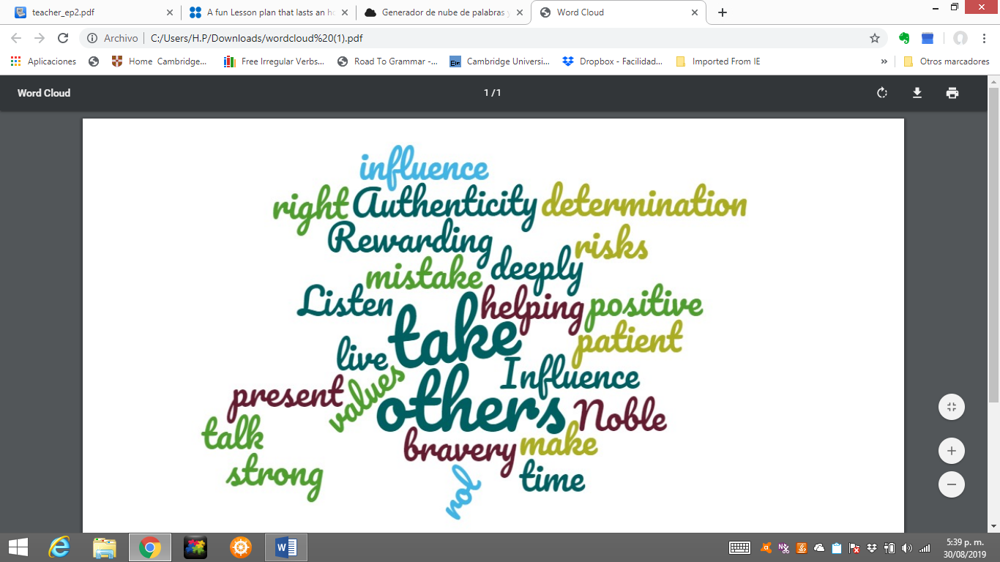 teacher_ep2.pdf
A fun Lesson plan that lasts an ho
Generador de nube de palabras y
Word Cloud
Archivo
C:/Users/H.P/Downloads/wordcloud%20(1).pdf
Aplicaciones
Home Cambridge...
Free Irregular Verbs...
Road To Grammar -...
Cambridge Universi...
Dropbox - Facilidad...
Imported From IE
»
Otros marcadores
Word Cloud
1 / 1
influence
right Authenticity determination
Rewarding risks
mistake deeply
Listen helping positive
take patient
live Influence
present values others Noble
talk bravery make
strong rol time
5:39 p. m.
30/08/2019